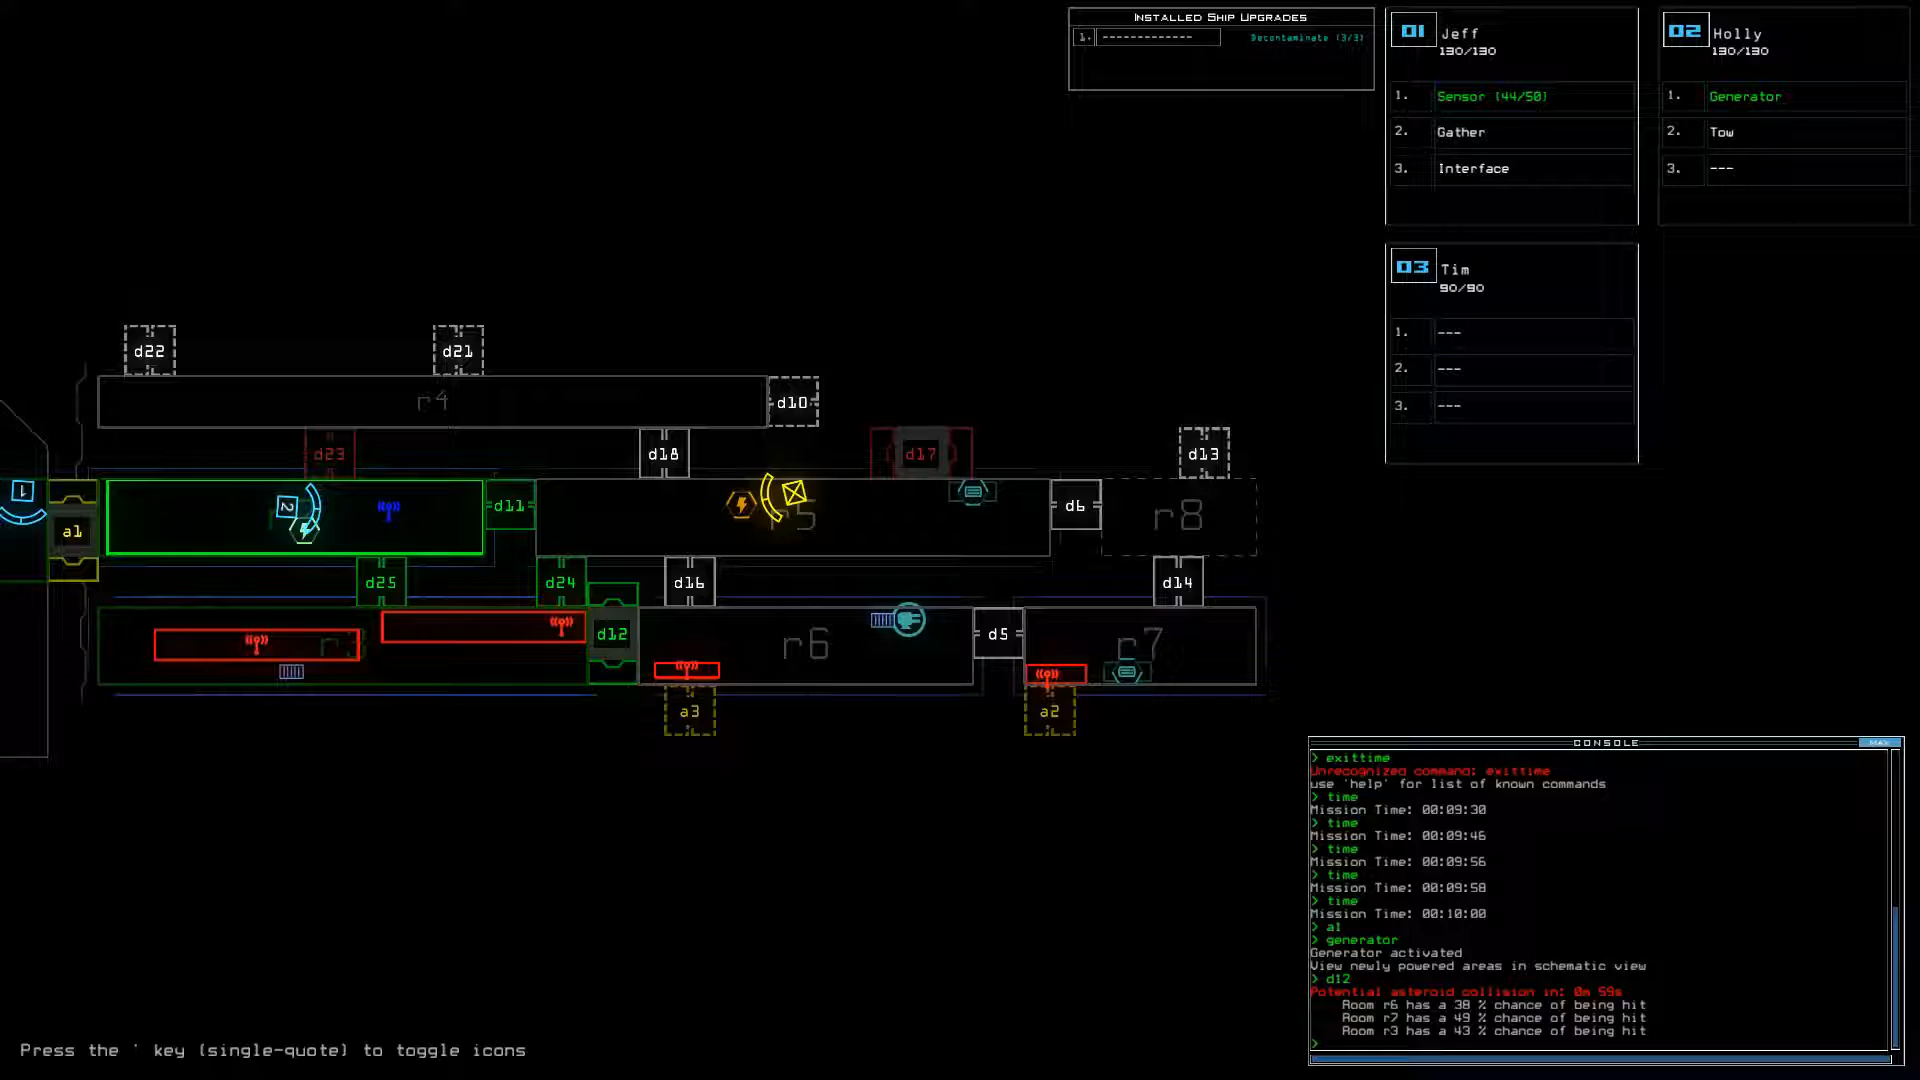 INSTALLED SHIP UPGRADES
1. ------------- Decontaminate (3/3)
01 Jeff
130/130
1. Sensor (44/50)
2. Gather
3. Interface
02 Holly
130/130
1. Generator
2. Tow
3. ---
03 Tim
90/90
1. ---
2. ---
3. ---
d22
d21
r4
d10
d23
d18
d17
d13
1
a1
2
d11
r5
d6
r8
d25
d24
d16
d14
d12
r6
d5
r7
a3
a2
CONSOLE
MAX
> exittime
Unrecognized command: exittime
use 'help' for list of known commands
> time
Mission Time: 00:09:30
> time
Mission Time: 00:09:46
> time
Mission Time: 00:09:56
> time
Mission Time: 00:09:58
> time
Mission Time: 00:10:00
> a1
> generator
Generator activated
View newly powered areas in schematic view
> d12
Potential asteroid collision in: 0m 59s
Room r6 has a 38 % chance of being hit
Room r7 has a 49 % chance of being hit
Room r3 has a 43 % chance of being hit
>
Press the ' key (single-quote) to toggle icons